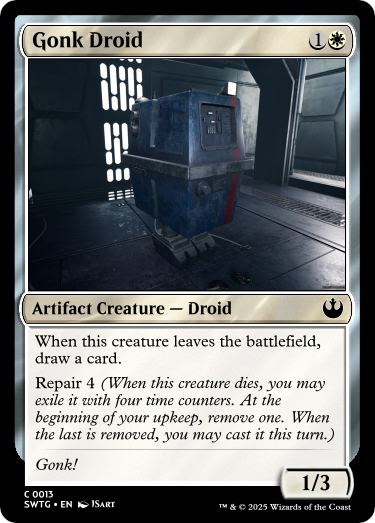 Gonk Droid 1
Artifact Creature — Droid
When this creature leaves the battlefield,
draw a card.
Repair 4 (When this creature dies, you may
exile it with four time counters. At the
beginning of your upkeep, remove one. When
the last is removed, you may cast it this turn.)
Gonk!
1/3
C 0013
SWTG • EN JSart
™ & © 2025 Wizards of the Coast